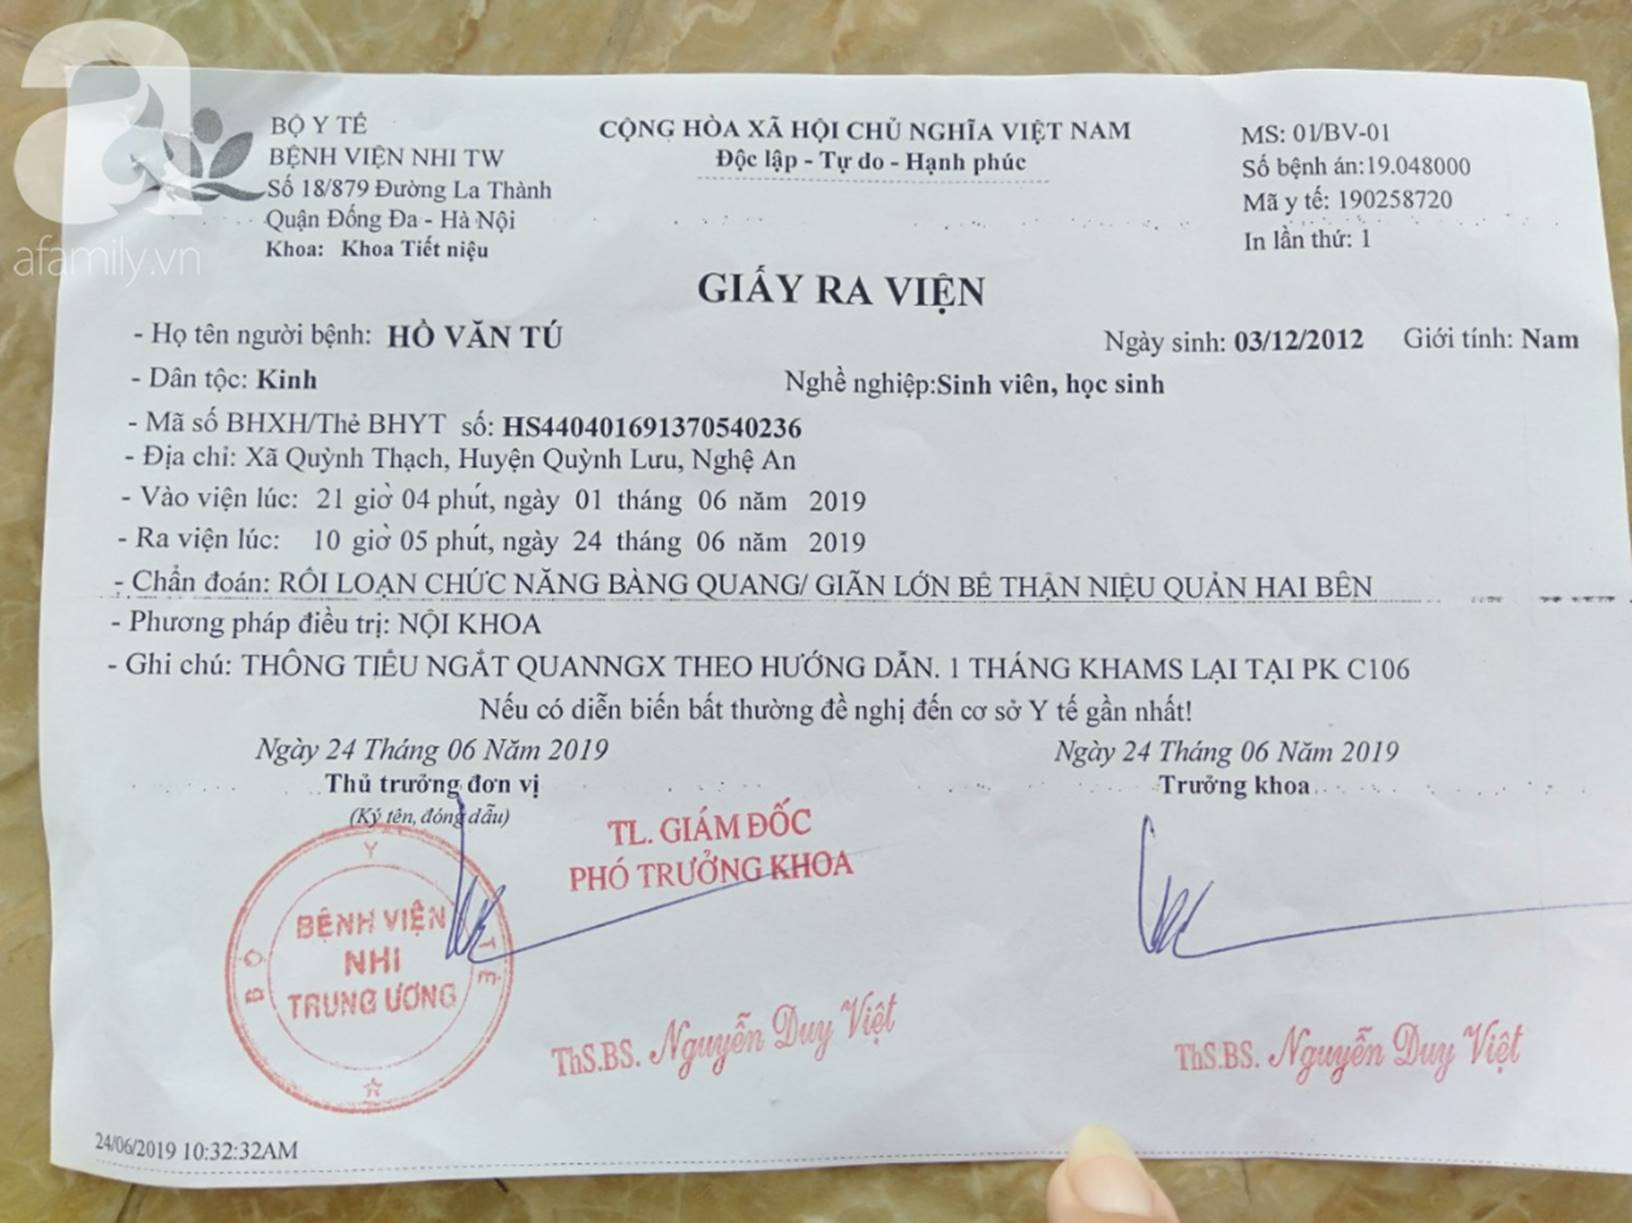 a
afamily.vn
BỘ Y TẾ
BỆNH VIỆN NHI TW
Số 18/879 Đường La Thành
Quận Đống Đa - Hà Nội
Khoa: Khoa Tiết niệu
CỘNG HÒA XÃ HỘI CHỦ NGHĨA VIỆT NAM
Độc lập - Tự do - Hạnh phúc
MS: 01/BV-01
Số bệnh án:19.048000
Mã y tế: 190258720
In lần thứ: 1
GIẤY RA VIỆN
- Họ tên người bệnh: HỒ VĂN TÚ Ngày sinh: 03/12/2012 Giới tính: Nam
- Dân tộc: Kinh Nghề nghiệp:Sinh viên, học sinh
- Mã số BHXH/Thẻ BHYT số: HS440401691370540236
- Địa chỉ: Xã Quỳnh Thạch, Huyện Quỳnh Lưu, Nghệ An
- Vào viện lúc: 21 giờ 04 phút, ngày 01 tháng 06 năm 2019
- Ra viện lúc: 10 giờ 05 phút, ngày 24 tháng 06 năm 2019
- Chẩn đoán: RỐI LOẠN CHỨC NĂNG BÀNG QUANG/ GIÃN LỚN BỂ THẬN NIỆU QUẢN HAI BÊN
- Phương pháp điều trị: NỘI KHOA
- Ghi chú: THÔNG TIỂU NGẮT QUANNGX THEO HƯỚNG DẪN. 1 THÁNG KHAMS LẠI TẠI PK C106
Nếu có diễn biến bất thường đề nghị đến cơ sở Y tế gần nhất!
Ngày 24 Tháng 06 Năm 2019
Thủ trưởng đơn vị
(Ký tên, đóng dấu)
TL. GIÁM ĐỐC
PHÓ TRƯỞNG KHOA
BỘ Y TẾ
BỆNH VIỆN
NHI
TRUNG ƯƠNG
ThS.BS. Nguyễn Duy Việt
Ngày 24 Tháng 06 Năm 2019
Trưởng khoa
ThS.BS. Nguyễn Duy Việt
24/06/2019 10:32:32AM